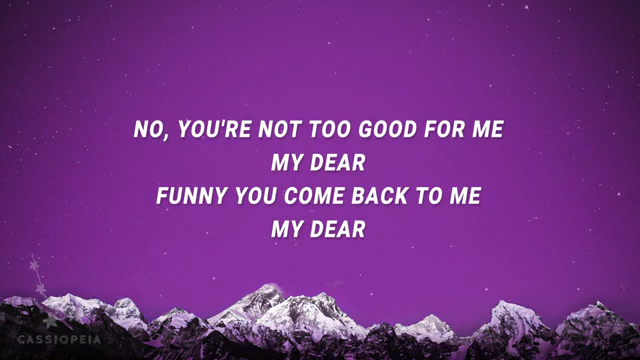 NO, YOU'RE NOT TOO GOOD FOR ME
MY DEAR
FUNNY YOU COME BACK TO ME
MY DEAR
CASSIOPEIA